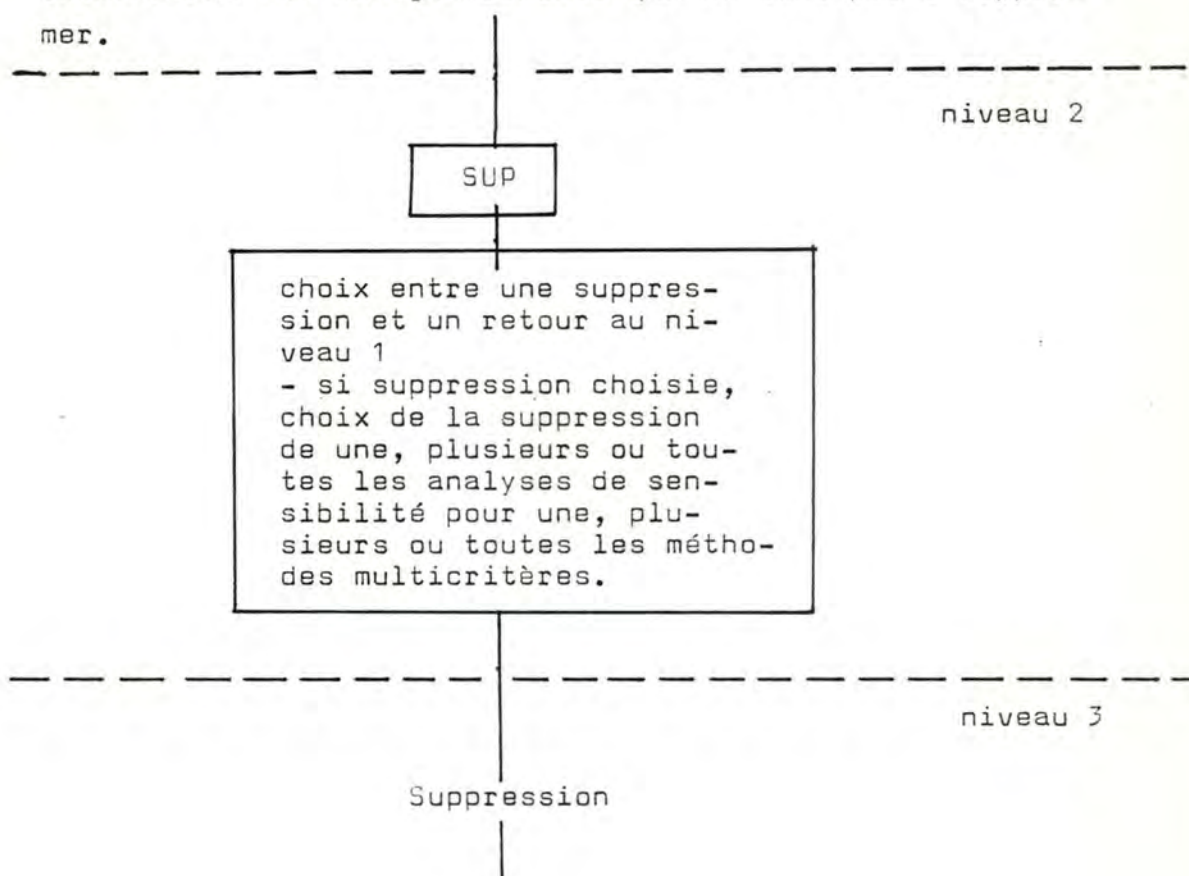 mer.
niveau 2
SUP
choix entre une suppres-
sion et un retour au ni-
veau 1
- si suppression choisie,
choix de la suppression
de une, plusieurs ou tou-
tes les analyses de sen-
sibilité pour une, plu-
sieurs ou toutes les métho-
des multicritères.
niveau 3
Suppression